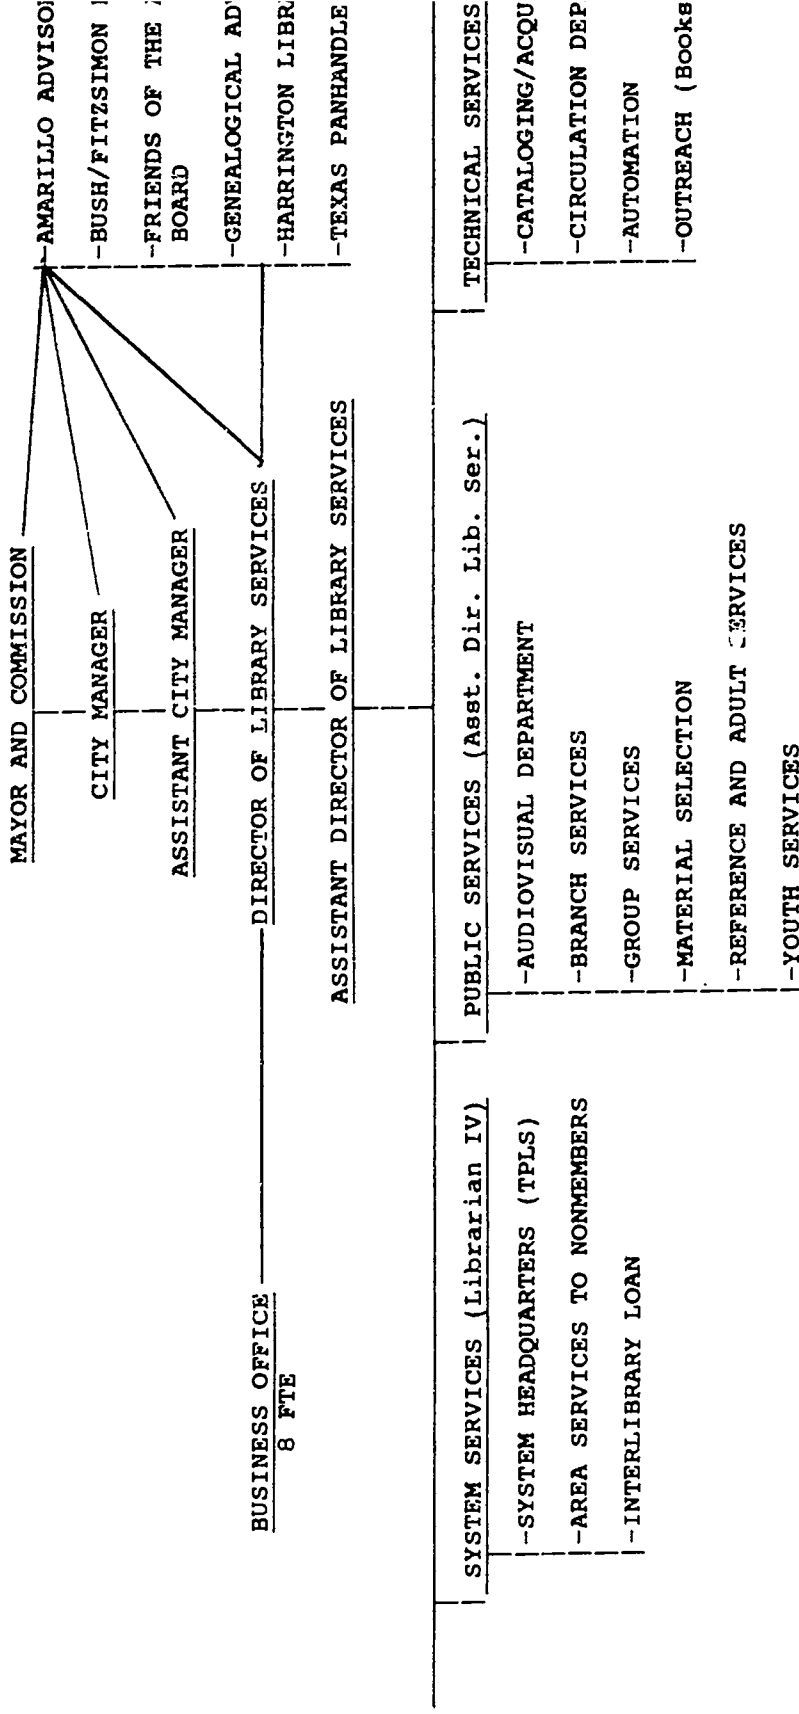 MAYOR AND COMMISSION
CITY MANAGER
ASSISTANT CITY MANAGER
BUSINESS OFFICE
8 FTE
DIRECTOR OF LIBRARY SERVICES
ASSISTANT DIRECTOR OF LIBRARY SERVICES
-AMARILLO
-BUSH/FITZSIMON
-FRIENDS OF THE
BOARD
-GENEALOGICAL
-HARRINGTON
-TEXAS PANHANDLE
SYSTEM SERVICES (Librarian IV)
-SYSTEM HEADQUARTERS (TPLS)
-AREA SERVICES TO NONMEMBERS
-INTERLIBRARY LOAN
PUBLIC SERVICES (Asst. Dir. Lib. Ser.)
-AUDIOVISUAL DEPARTMENT
-BRANCH SERVICES
-GROUP SERVICES
-MATERIAL SELECTION
-REFERENCE AND ADULT SERVICES
-YOUTH SERVICES
TECHNICAL SERVICES
-CATALOGING/ACQU
-CIRCULATION DEP
-AUTOMATION
-OUTREACH (Books